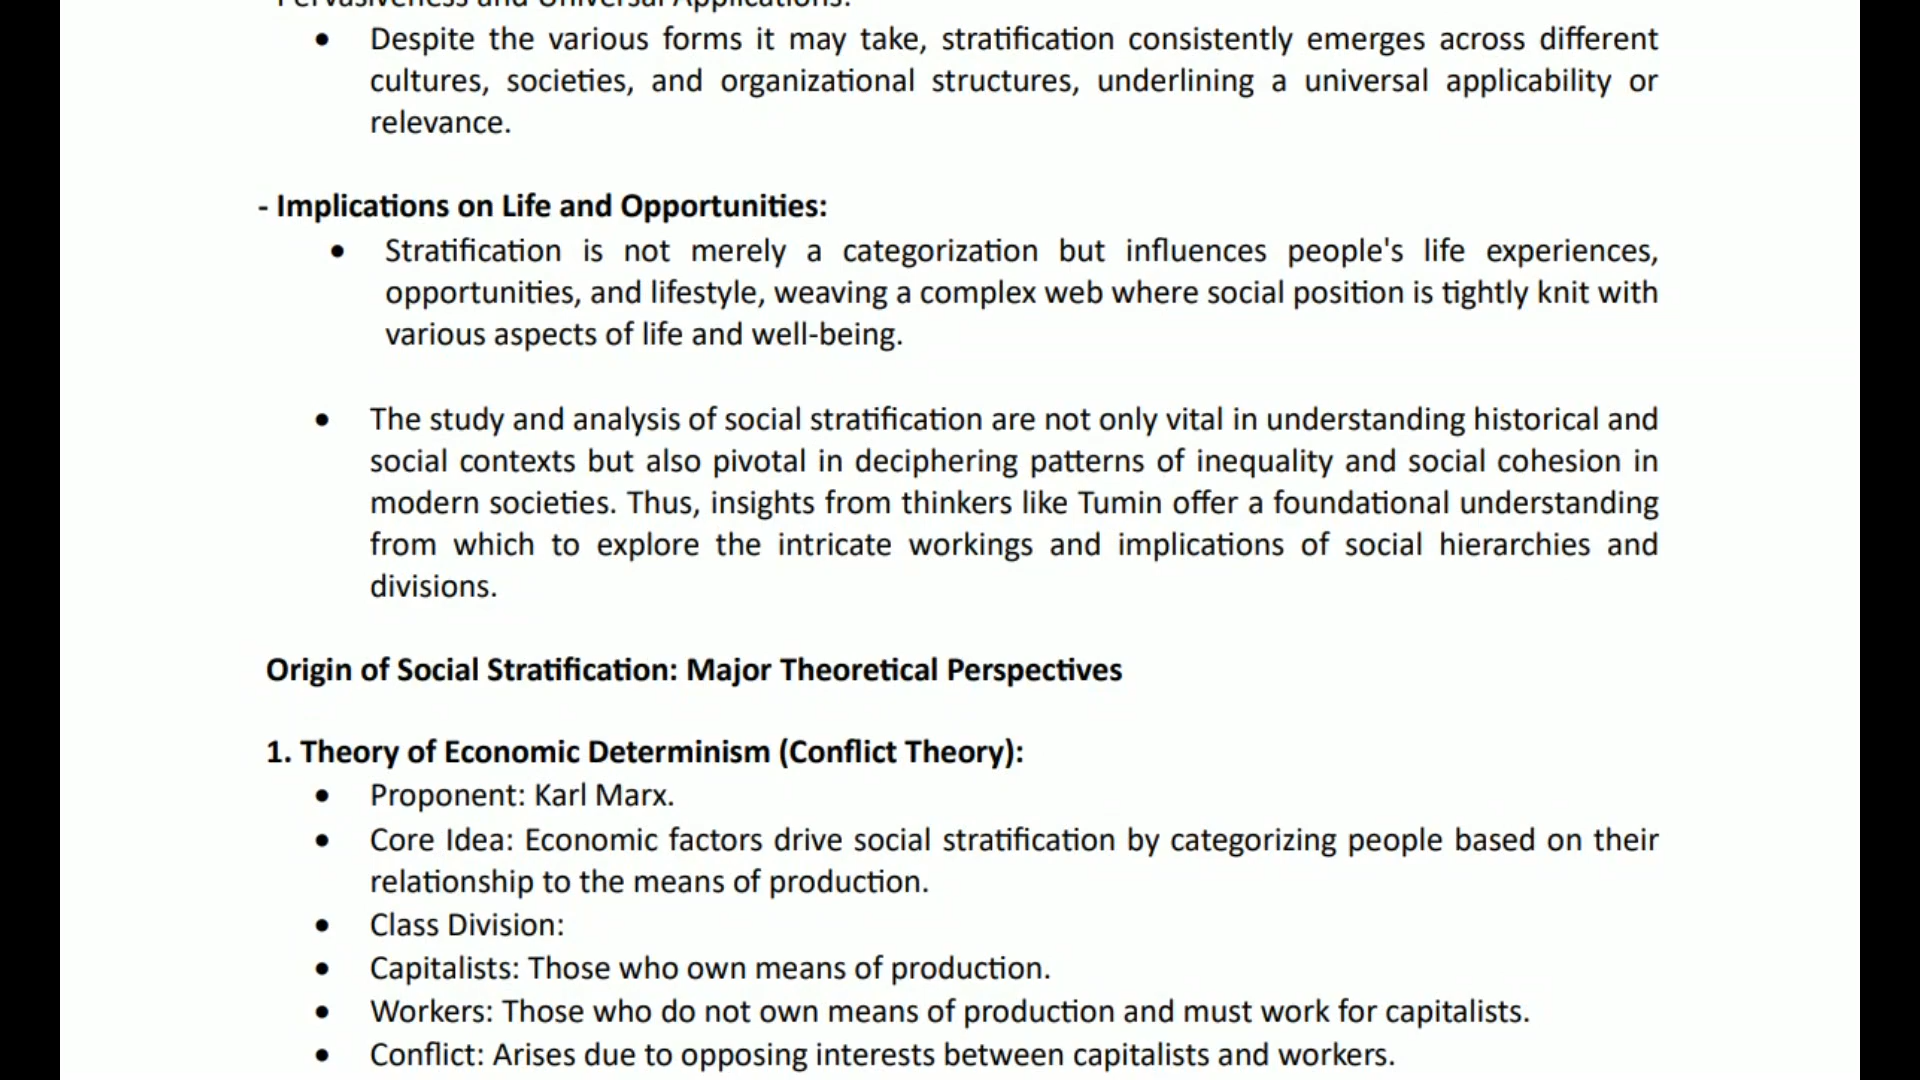 Pervasiveness and Universal Applications:
• Despite the various forms it may take, stratification consistently emerges across different
cultures, societies, and organizational structures, underlining a universal applicability or
relevance.
- Implications on Life and Opportunities:
• Stratification is not merely a categorization but influences people's life experiences,
opportunities, and lifestyle, weaving a complex web where social position is tightly knit with
various aspects of life and well-being.
• The study and analysis of social stratification are not only vital in understanding historical and
social contexts but also pivotal in deciphering patterns of inequality and social cohesion in
modern societies. Thus, insights from thinkers like Tumin offer a foundational understanding
from which to explore the intricate workings and implications of social hierarchies and
divisions.
Origin of Social Stratification: Major Theoretical Perspectives
1. Theory of Economic Determinism (Conflict Theory):
• Proponent: Karl Marx.
• Core Idea: Economic factors drive social stratification by categorizing people based on their
relationship to the means of production.
• Class Division:
• Capitalists: Those who own means of production.
• Workers: Those who do not own means of production and must work for capitalists.
• Conflict: Arises due to opposing interests between capitalists and workers.